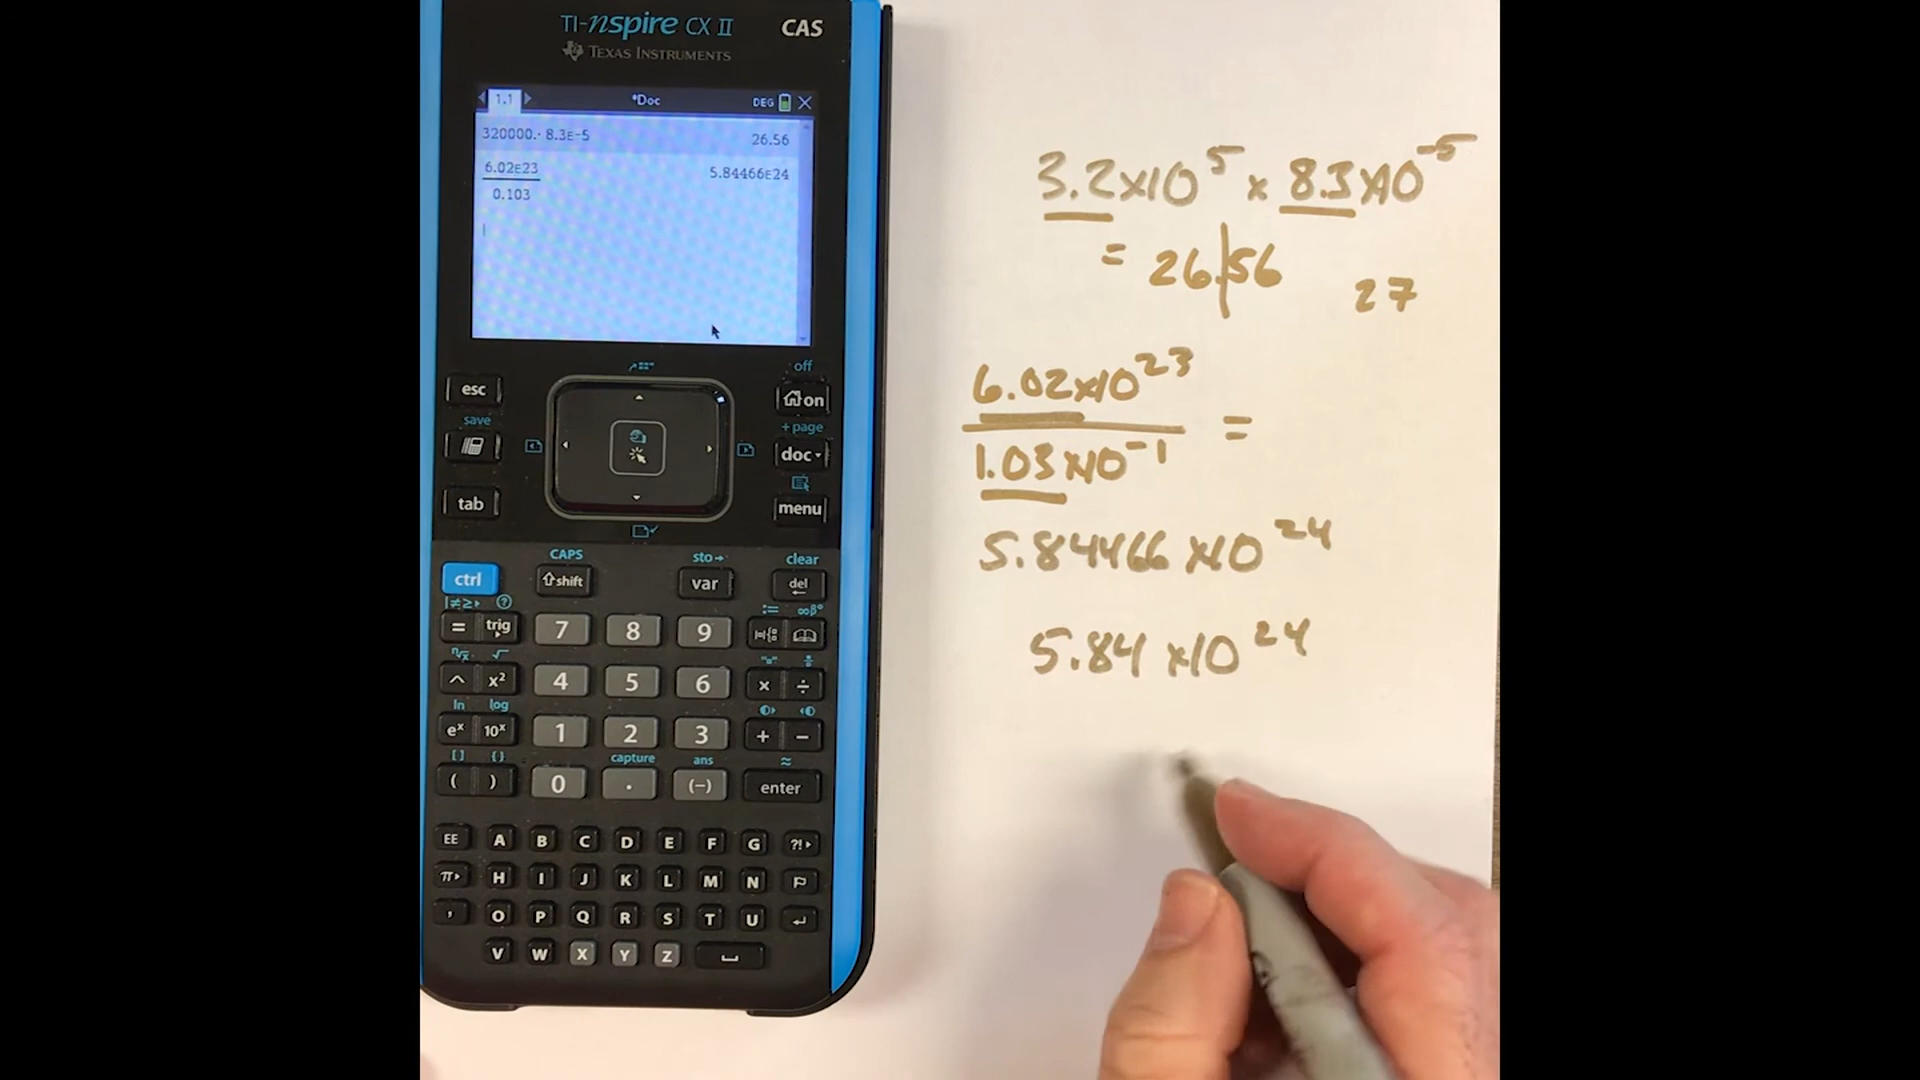 TI-nspire CX II CAS
TEXAS INSTRUMENTS
1.1 *Doc DEG
320000.·8.3E-5 26.56
6.02E23
0.103
5.84466E24
off
esc
on
save
+ page
doc
tab
menu
CAPS sto→ clear
ctrl shift var del
|≠≥▸ ? := ∞β°
= trig 7 8 9
ⁿ√x √
^ x² 4 5 6 × ÷
ln log
eˣ 10ˣ 1 2 3 + −
[ ] { } capture ans ≈
( ) 0 . (−) enter
EE A B C D E F G ?!▸
π▸ H I J K L M N
, O P Q R S T U
V W X Y Z
3.2x10⁵ x 8.3x10⁻⁵
= 26.56 27
6.02x10²³ =
1.03x10⁻¹
5.84466 x10²⁴
5.84 x10²⁴